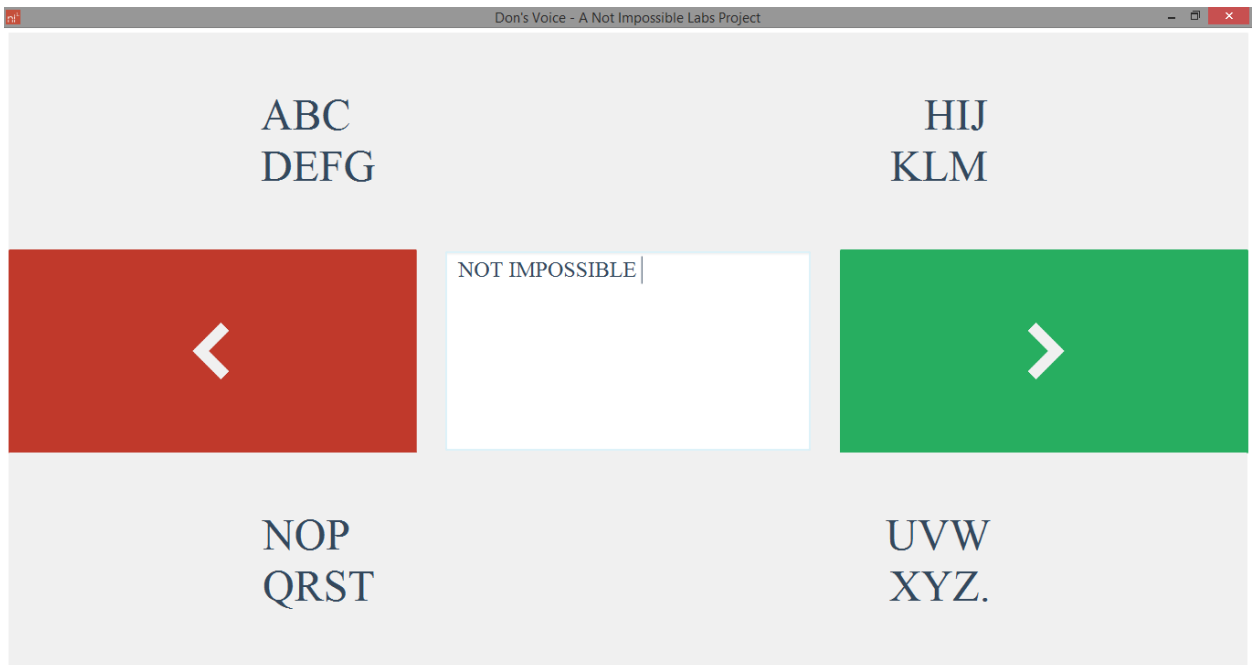 Don's Voice - A Not Impossible Labs Project
ABC
DEFG
HIJ
KLM
NOT IMPOSSIBLE
NOP
QRST
UVW
XYZ.